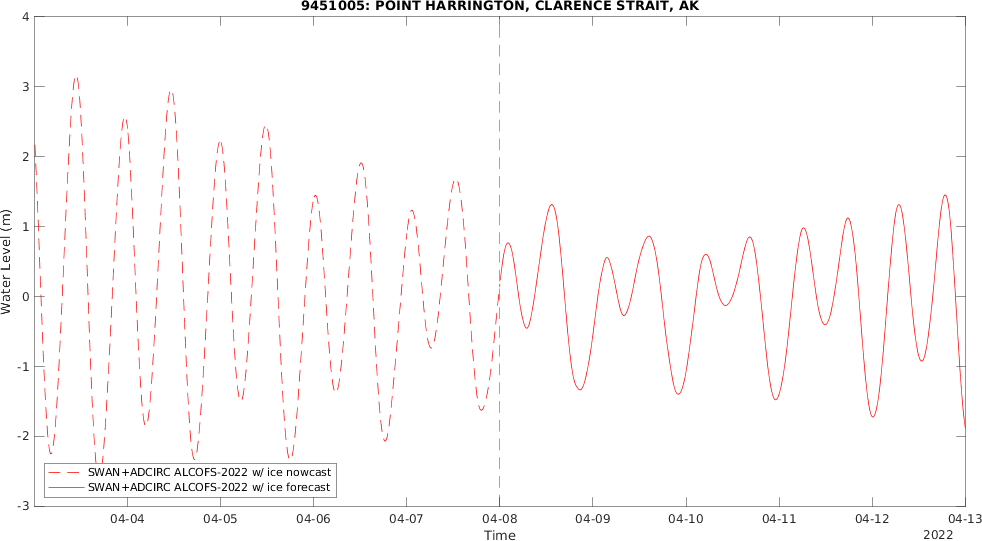 9451005: POINT HARRINGTON, CLARENCE STRAIT, AK
4
3
2
1
0
-1
-2
-3
Water Level (m)
SWAN+ADCIRC ALCOFS-2022 w/ ice nowcast
SWAN+ADCIRC ALCOFS-2022 w/ ice forecast
04-04 04-05 04-06 04-07 04-08 04-09 04-10 04-11 04-12 04-13
Time
2022